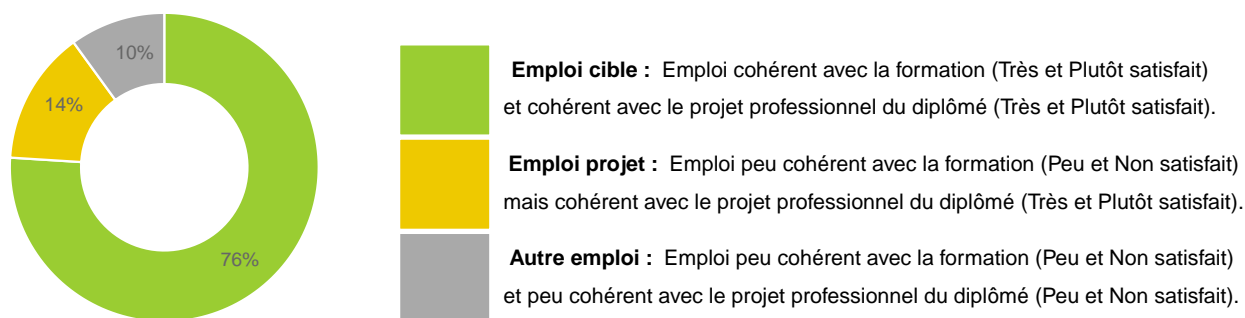 10%
14%
76%
Emploi cible : Emploi cohérent avec la formation (Très et Plutôt satisfait)
et cohérent avec le projet professionnel du diplômé (Très et Plutôt satisfait).
Emploi projet : Emploi peu cohérent avec la formation (Peu et Non satisfait)
mais cohérent avec le projet professionnel du diplômé (Très et Plutôt satisfait).
Autre emploi : Emploi peu cohérent avec la formation (Peu et Non satisfait)
et peu cohérent avec le projet professionnel du diplômé (Peu et Non satisfait).